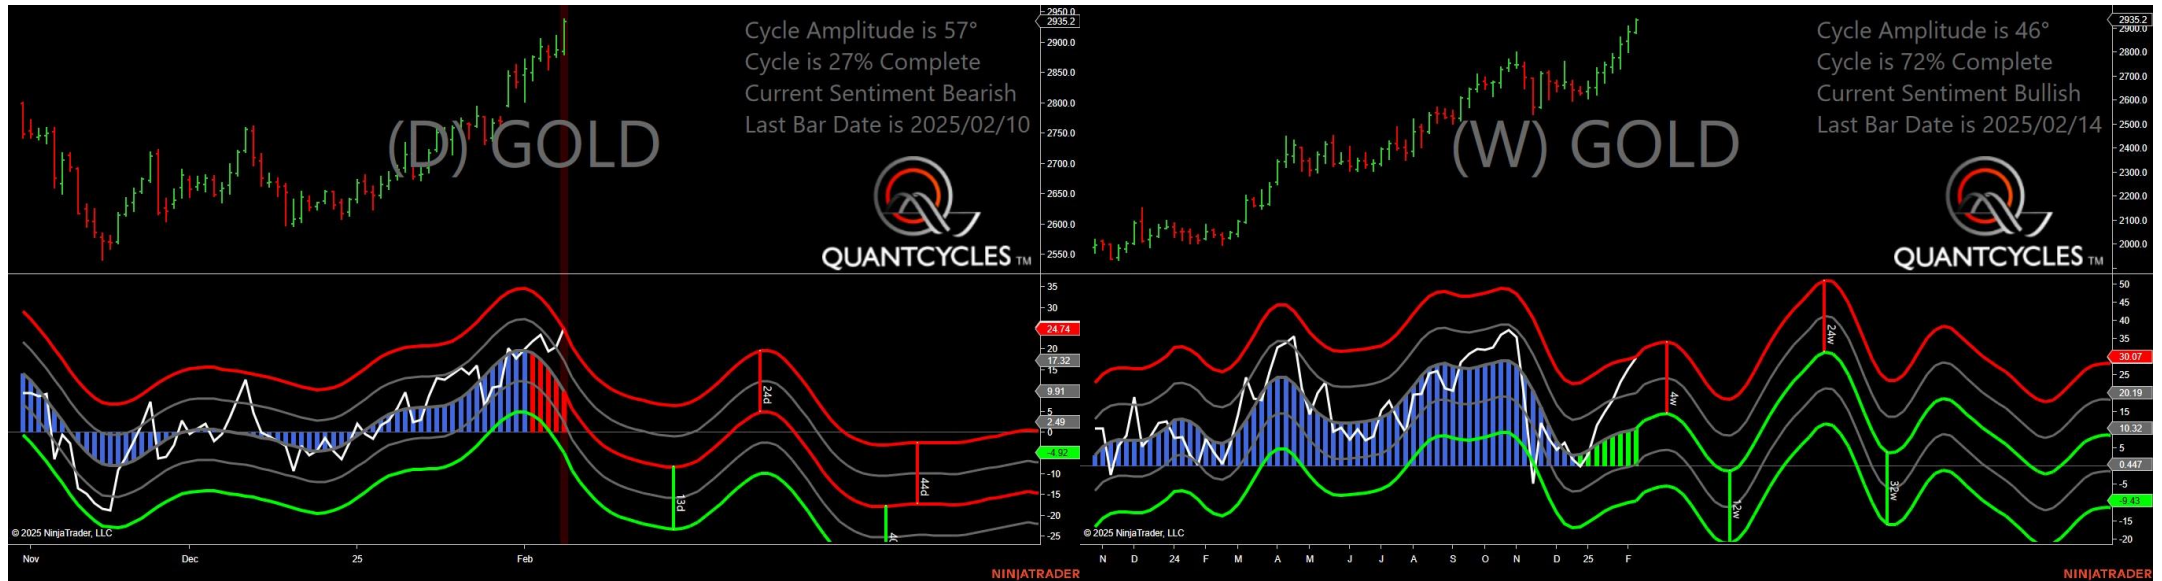 2950.0
2935.2
2900.0
2850.0
2800.0
2750.0
2700.0
2650.0
2600.0
2550.0
Cycle Amplitude is 57°
Cycle is 27% Complete
Current Sentiment Bearish
Last Bar Date is 2025/02/10
(D) GOLD
QUANTCYCLES TM
35
30
24.74
20
17.32
15
9.91
5
2.49
0
-4.92
-10
-15
-20
-25
13d
24d
44d
© 2025 NinjaTrader, LLC
Nov
Dec
25
Feb
NINJATRADER
2935.2
2900.0
2800.0
2700.0
2600.0
2500.0
2400.0
2300.0
2200.0
2100.0
2000.0
Cycle Amplitude is 46°
Cycle is 72% Complete
Current Sentiment Bullish
Last Bar Date is 2025/02/14
(W) GOLD
QUANTCYCLES TM
50
45
40
35
30.07
25
20.19
15
10.32
5
0.447
-5
-9.43
-15
-20
4w
12w
24w
32w
© 2025 NinjaTrader, LLC
N D 24 F M A M J J A S O N D 25 F
NINJATRADER